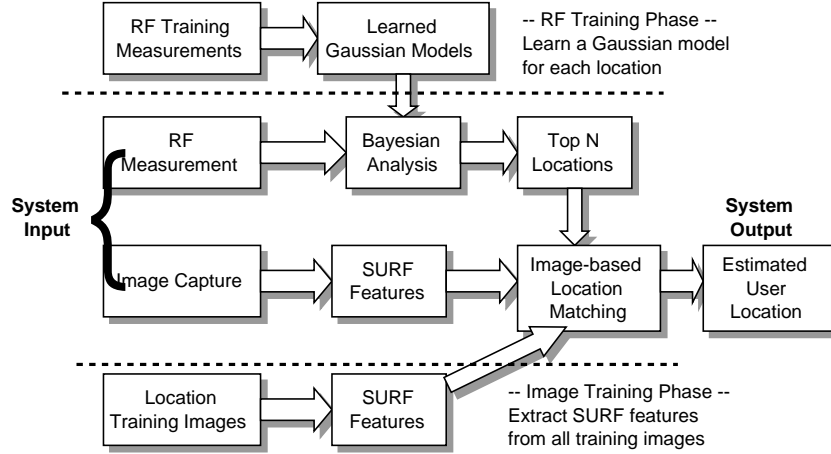 RF Training
Measurements
Learned
Gaussian Models
-- RF Training Phase --
Learn a Gaussian model
for each location
RF
Measurement
Bayesian
Analysis
Top N
Locations
System
Input
System
Output
Image Capture
SURF
Features
Image-based
Location
Matching
Estimated
User
Location
Location
Training Images
SURF
Features
-- Image Training Phase --
Extract SURF features
from all training images